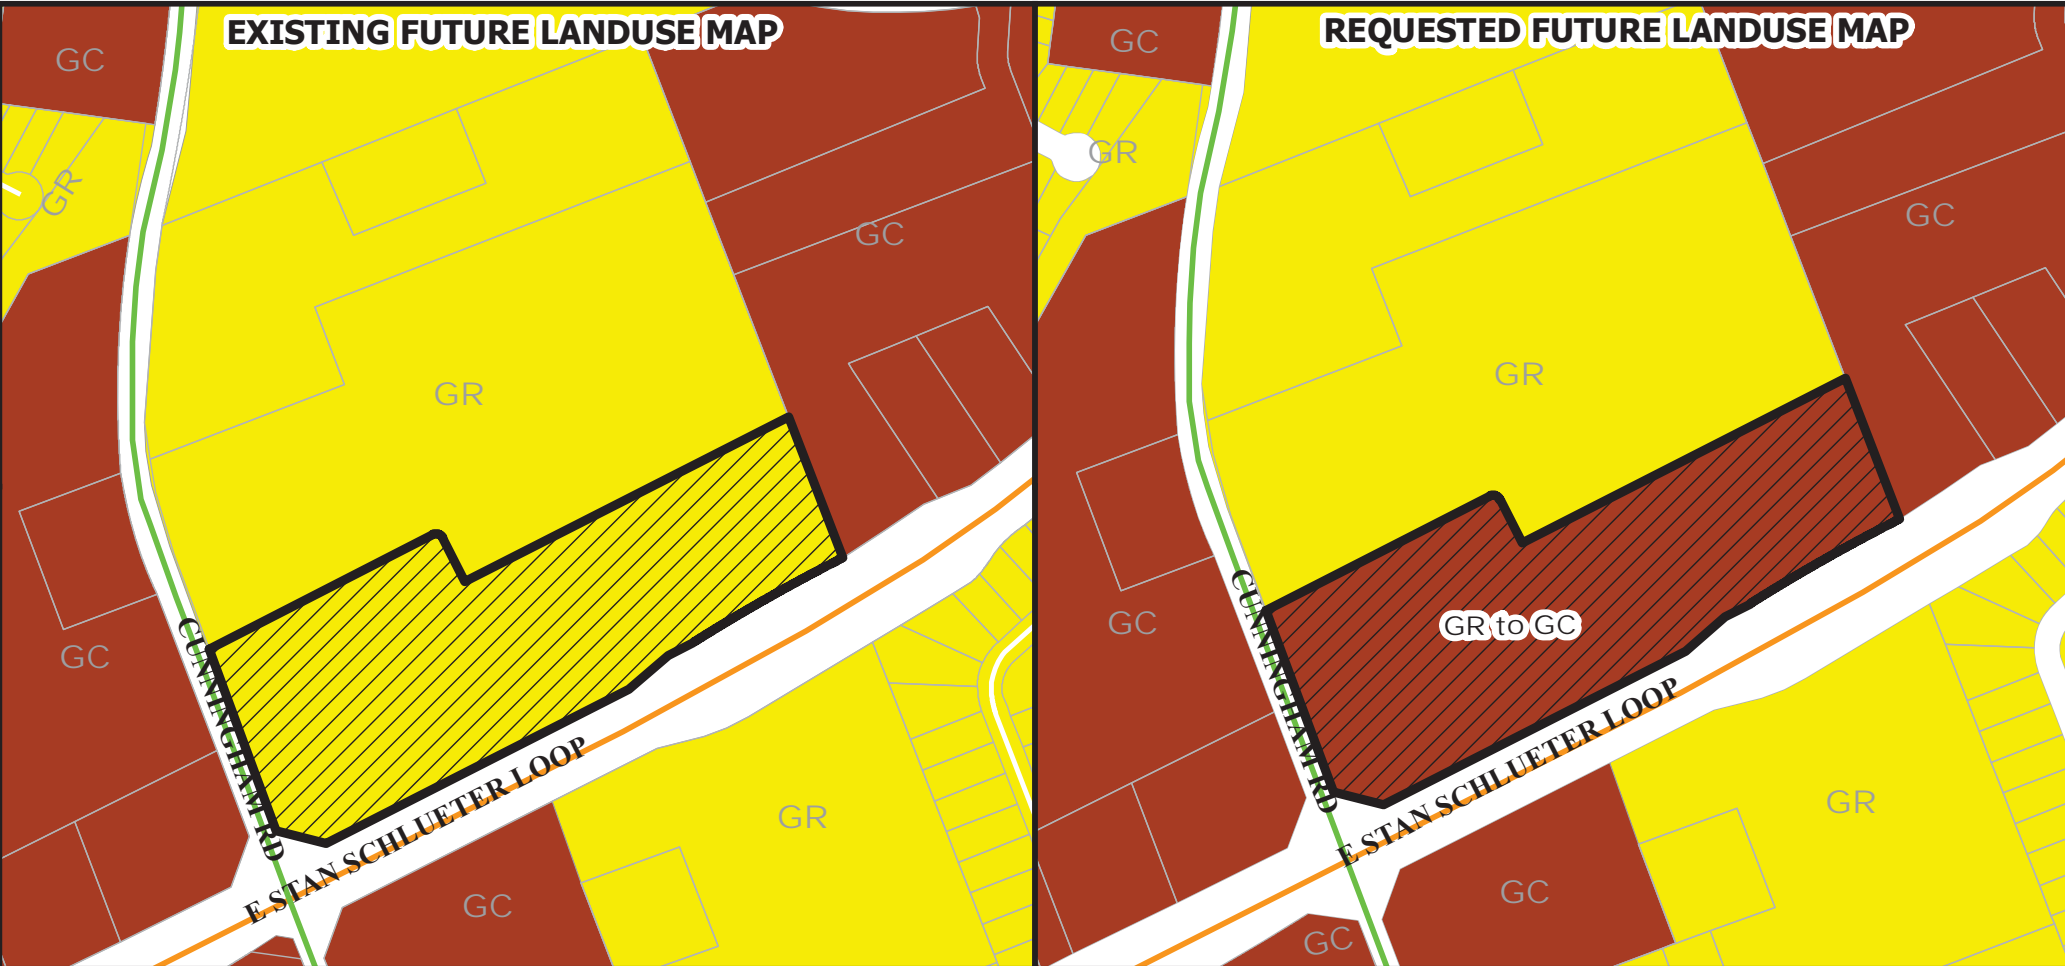 EXISTING FUTURE LANDUSE MAP
GC
GR
GC
GR
GC
CUNNINGHAM RD
E STAN SCHLUETER LOOP
GR
GC
REQUESTED FUTURE LANDUSE MAP
GC
GR
GC
GR
GC
GR to GC
CUNNINGHAM RD
E STAN SCHLUETER LOOP
GR
GC
GC